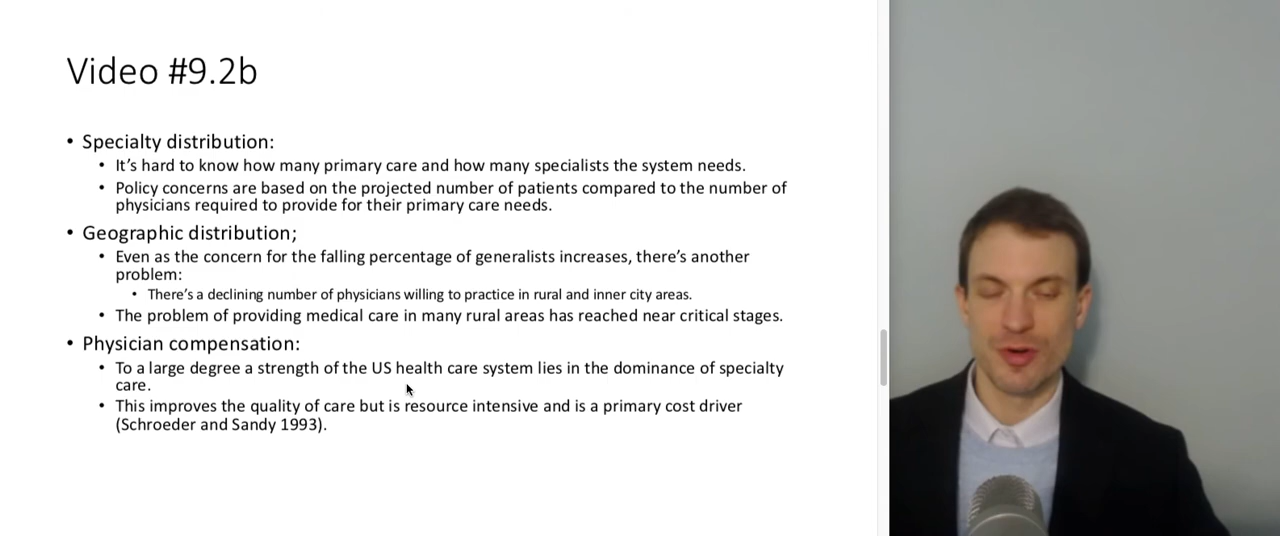 Video #9.2b
• Specialty distribution:
• It's hard to know how many primary care and how many specialists the system needs.
• Policy concerns are based on the projected number of patients compared to the number of
physicians required to provide for their primary care needs.
• Geographic distribution;
• Even as the concern for the falling percentage of generalists increases, there's another
problem:
• There's a declining number of physicians willing to practice in rural and inner city areas.
• The problem of providing medical care in many rural areas has reached near critical stages.
• Physician compensation:
• To a large degree a strength of the US health care system lies in the dominance of specialty
care.
• This improves the quality of care but is resource intensive and is a primary cost driver
(Schroeder and Sandy 1993).